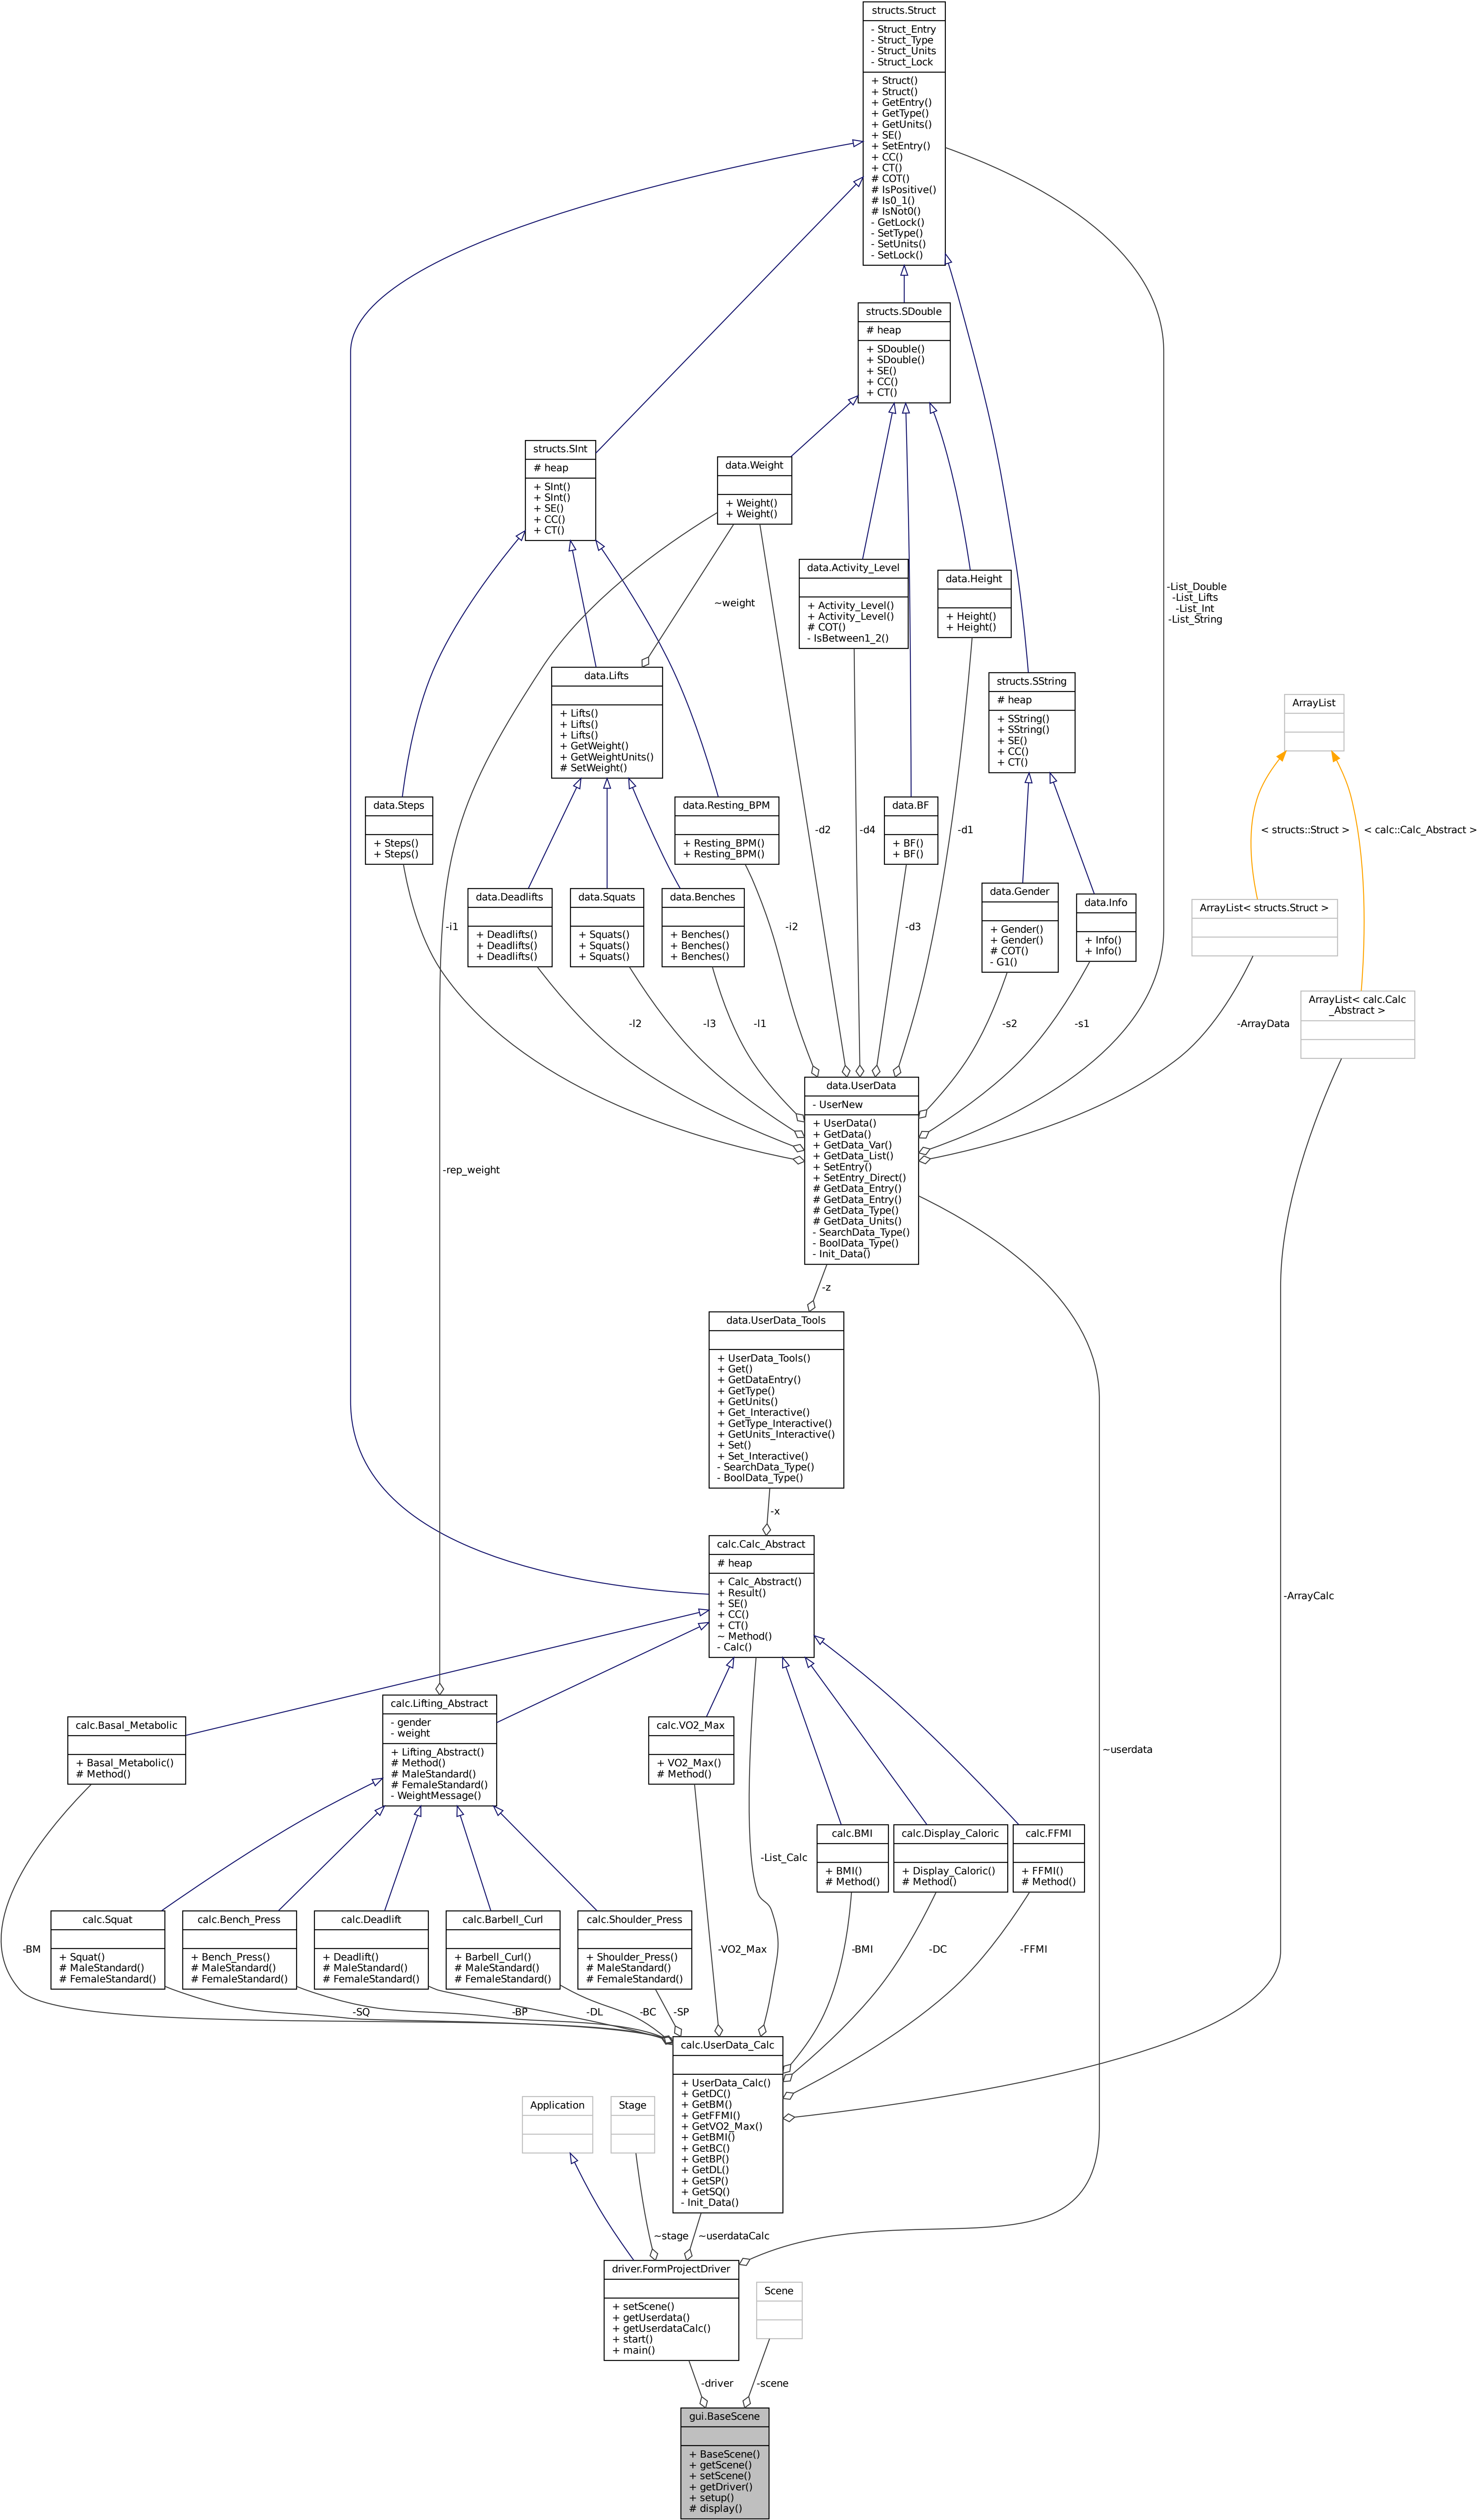 structs.Struct
- Struct_Entry
- Struct_Type
- Struct_Units
- Struct_Lock
+ Struct()
+ Struct()
+ GetEntry()
+ GetType()
+ GetUnits()
+ SE()
+ SetEntry()
+ CC()
+ CT()
# COT()
# IsPositive()
# Is0_1()
# IsNot0()
- GetLock()
- SetType()
- SetUnits()
- SetLock()
structs.SDouble
# heap
+ SDouble()
+ SDouble()
+ SE()
+ CC()
+ CT()
structs.SInt
# heap
+ SInt()
+ SInt()
+ SE()
+ CC()
+ CT()
data.Weight
+ Weight()
+ Weight()
data.Activity_Level
+ Activity_Level()
+ Activity_Level()
# COT()
- IsBetween1_2()
data.Height
+ Height()
+ Height()
~weight
-List_Double
-List_Lifts
-List_Int
-List_String
data.Lifts
+ Lifts()
+ Lifts()
+ Lifts()
+ GetWeight()
+ GetWeightUnits()
# SetWeight()
structs.SString
# heap
+ SString()
+ SString()
+ SE()
+ CC()
+ CT()
ArrayList
data.Steps
+ Steps()
+ Steps()
data.Resting_BPM
+ Resting_BPM()
+ Resting_BPM()
-d2
-d4
data.BF
+ BF()
+ BF()
-d1
< structs::Struct >
< calc::Calc_Abstract >
data.Deadlifts
+ Deadlifts()
+ Deadlifts()
+ Deadlifts()
data.Squats
+ Squats()
+ Squats()
+ Squats()
data.Benches
+ Benches()
+ Benches()
+ Benches()
data.Gender
+ Gender()
+ Gender()
# COT()
- G1()
data.Info
+ Info()
+ Info()
ArrayList< structs.Struct >
-i1
-i2
-d3
ArrayList< calc.Calc
_Abstract >
-l2
-l3
-l1
-s2
-s1
-ArrayData
data.UserData
- UserNew
+ UserData()
+ GetData()
+ GetData_Var()
+ GetData_List()
+ SetEntry()
+ SetEntry_Direct()
# GetData_Entry()
# GetData_Entry()
# GetData_Type()
# GetData_Units()
- SearchData_Type()
- BoolData_Type()
- Init_Data()
-rep_weight
-z
data.UserData_Tools
+ UserData_Tools()
+ Get()
+ GetDataEntry()
+ GetType()
+ GetUnits()
+ Get_Interactive()
+ GetType_Interactive()
+ GetUnits_Interactive()
+ Set()
+ Set_Interactive()
- SearchData_Type()
- BoolData_Type()
-x
calc.Calc_Abstract
# heap
+ Calc_Abstract()
+ Result()
+ SE()
+ CC()
+ CT()
~ Method()
- Calc()
-ArrayCalc
calc.Basal_Metabolic
+ Basal_Metabolic()
# Method()
calc.Lifting_Abstract
- gender
- weight
+ Lifting_Abstract()
# Method()
# MaleStandard()
# FemaleStandard()
- WeightMessage()
calc.VO2_Max
+ VO2_Max()
# Method()
~userdata
-List_Calc
calc.BMI
+ BMI()
# Method()
calc.Display_Caloric
+ Display_Caloric()
# Method()
calc.FFMI
+ FFMI()
# Method()
calc.Squat
+ Squat()
# MaleStandard()
# FemaleStandard()
calc.Bench_Press
+ Bench_Press()
# MaleStandard()
# FemaleStandard()
calc.Deadlift
+ Deadlift()
# MaleStandard()
# FemaleStandard()
calc.Barbell_Curl
+ Barbell_Curl()
# MaleStandard()
# FemaleStandard()
calc.Shoulder_Press
+ Shoulder_Press()
# MaleStandard()
# FemaleStandard()
-BM
-VO2_Max
-BMI
-DC
-FFMI
-SQ
-BP
-DL
-BC
-SP
calc.UserData_Calc
+ UserData_Calc()
+ GetDC()
+ GetBM()
+ GetFFMI()
+ GetVO2_Max()
+ GetBMI()
+ GetBC()
+ GetBP()
+ GetDL()
+ GetSP()
+ GetSQ()
- Init_Data()
Application
Stage
~stage
~userdataCalc
driver.FormProjectDriver
+ setScene()
+ getUserdata()
+ getUserdataCalc()
+ start()
+ main()
Scene
-driver
-scene
gui.BaseScene
+ BaseScene()
+ getScene()
+ setScene()
+ getDriver()
+ setup()
# display()